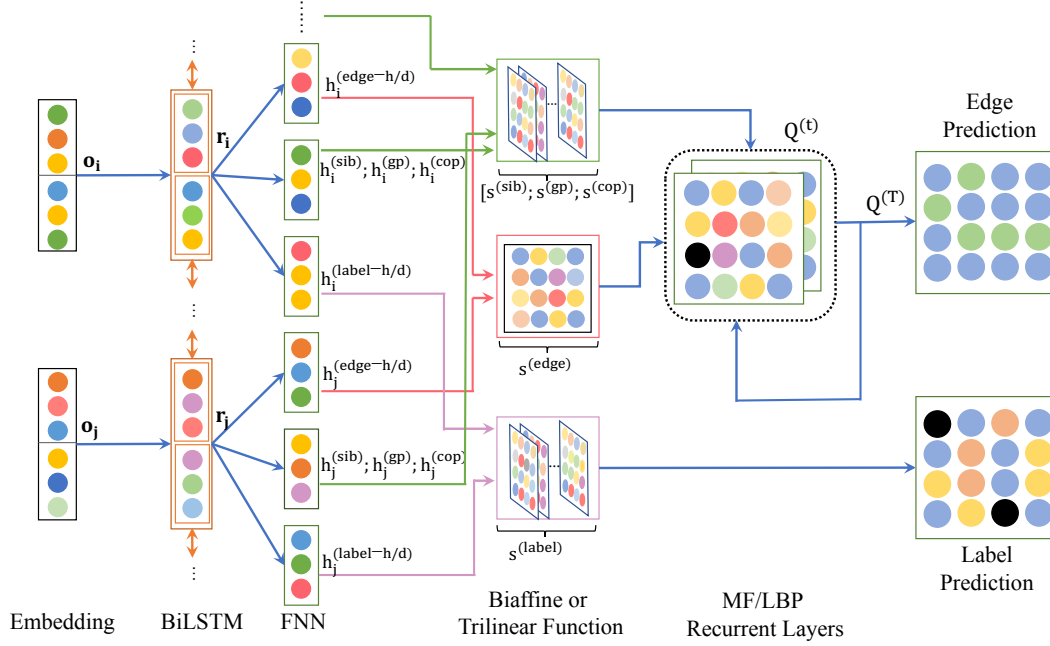 o_i
r_i
h_i^(edge−h/d)
h_i^(sib); h_i^(gp); h_i^(cop)
h_i^(label−h/d)
o_j
r_j
h_j^(edge−h/d)
h_j^(sib); h_j^(gp); h_j^(cop)
h_j^(label−h/d)
[s^(sib); s^(gp); s^(cop)]
s^(edge)
s^(label)
Q^(t)
Q^(T)
Edge
Prediction
Label
Prediction
Embedding
BiLSTM
FNN
Biaffine or
Trilinear Function
MF/LBP
Recurrent Layers